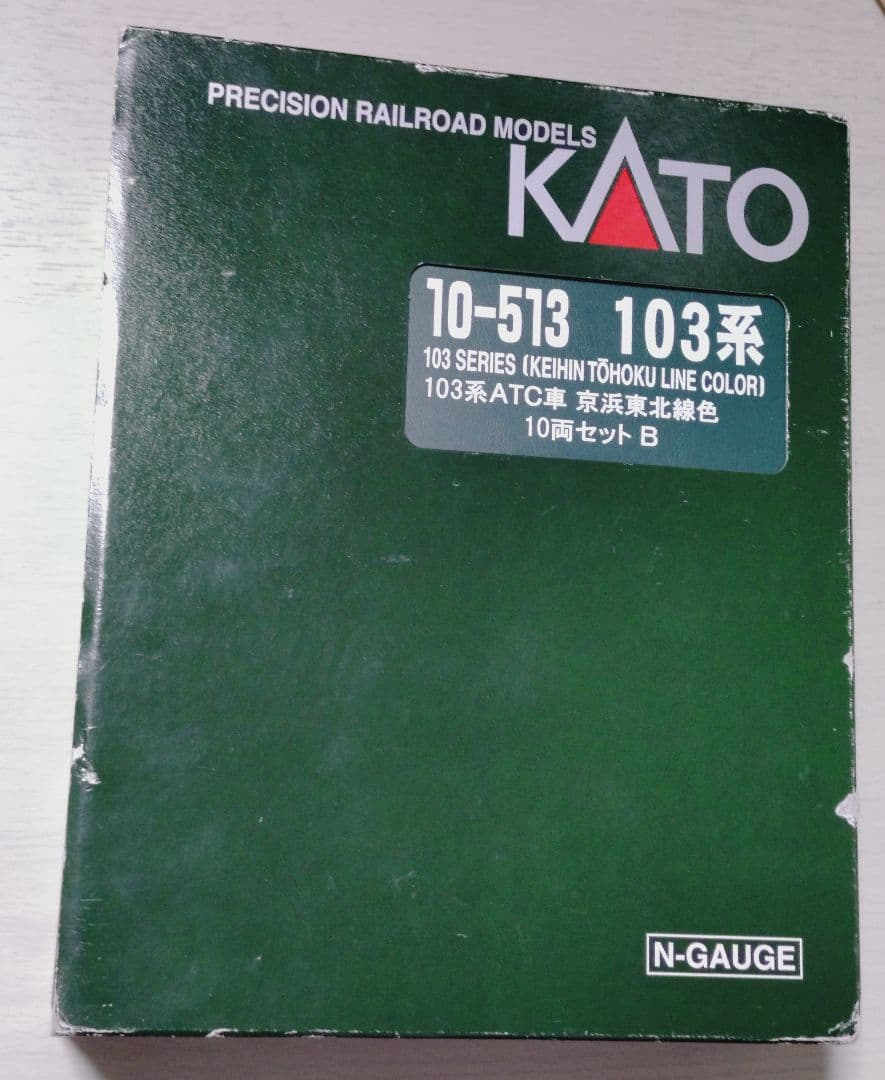 PRECISION RAILROAD MODELS
KATO
10-513 103系
103 SERIES (KEIHIN TŌHOKU LINE COLOR)
103系ATC車 京浜東北線色
10両セット B
N-GAUGE